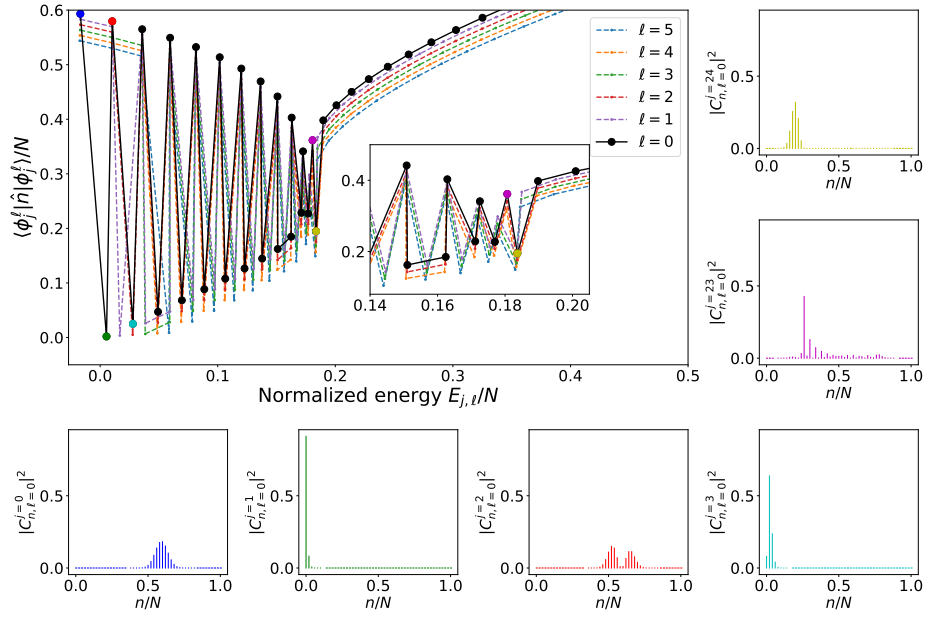 0.6
0.5
0.4
0.3
0.2
0.1
0.0
⟨ϕ_j^ℓ|n̂|φ_j^ℓ⟩/N
0.0 0.1 0.2 0.3 0.4 0.5
Normalized energy E_{j,ℓ}/N
ℓ = 5
ℓ = 4
ℓ = 3
ℓ = 2
ℓ = 1
ℓ = 0
0.4
0.2
0.14 0.16 0.18 0.20
|C_{n,ℓ=0}^{j=24}|²
0.5
0.0
0.0 0.5 1.0
n/N
|C_{n,ℓ=0}^{j=23}|²
0.5
0.0
0.0 0.5 1.0
n/N
|C_{n,ℓ=0}^{j=0}|²
0.5
0.0
0.0 0.5 1.0
n/N
|C_{n,ℓ=0}^{j=1}|²
0.5
0.0
0.0 0.5 1.0
n/N
|C_{n,ℓ=0}^{j=2}|²
0.5
0.0
0.0 0.5 1.0
n/N
|C_{n,ℓ=0}^{j=3}|²
0.5
0.0
0.0 0.5 1.0
n/N